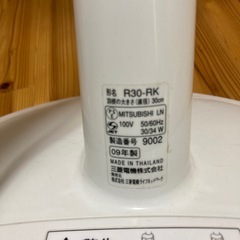 形名 R30-RK
羽根の大きさ(直径) 30cm
MITSUBISHI LN
100V 50/60Hz
30/34 W
製造番号 9002
09年製
MADE IN THAILAND
三菱電機株式会社